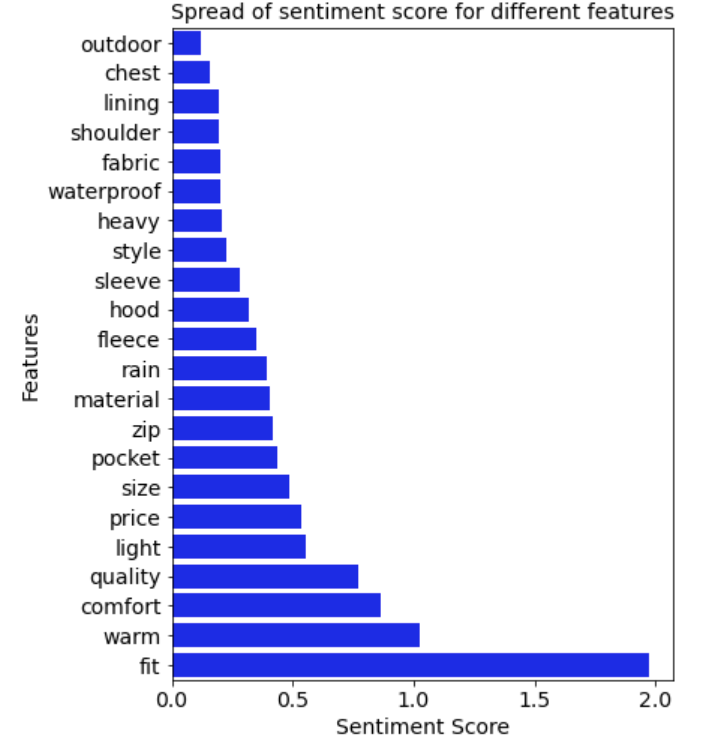 Spread of sentiment score for different features
outdoor
chest
lining
shoulder
fabric
waterproof
heavy
style
sleeve
hood
fleece
rain
material
zip
pocket
size
price
light
quality
comfort
warm
fit
Features
0.0 0.5 1.0 1.5 2.0
Sentiment Score